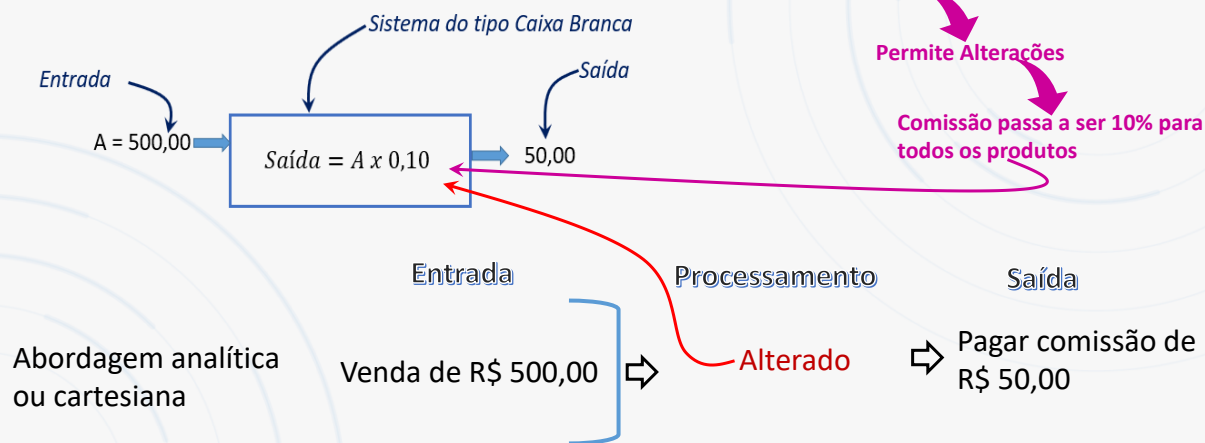 Sistema do tipo Caixa Branca
Permite Alterações
Entrada
Saída
Comissão passa a ser 10% para
todos os produtos
A = 500,00
Saída = A x 0,10
50,00
Entrada
Processamento
Saída
Abordagem analítica
ou cartesiana
Venda de R$ 500,00
Alterado
Pagar comissão de
R$ 50,00